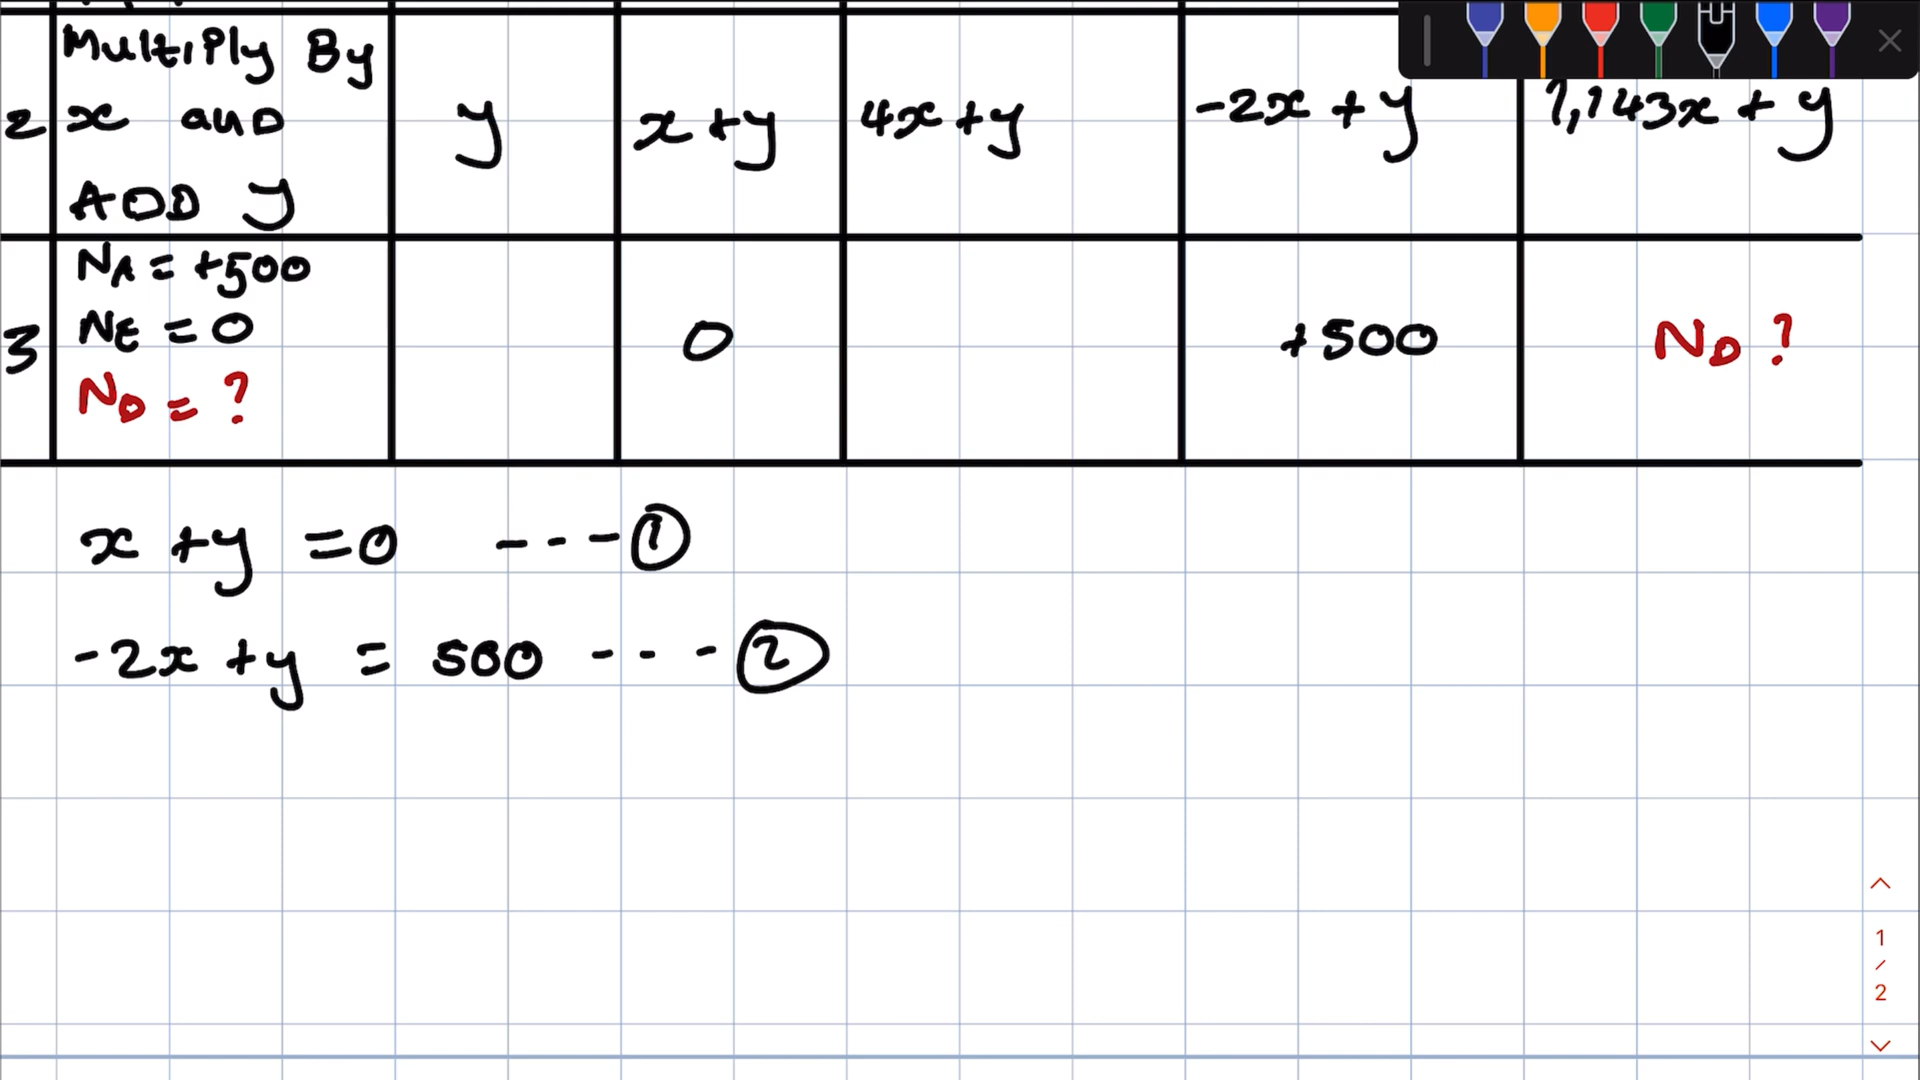 2
Multiply By
x and
ADD y
y
x + y
4x + y
-2x + y
1,143x + y
3
NA = +500
NE = 0
ND = ?
0
+500
ND ?
x + y = 0 --- 1
-2x + y = 500 --- 2
1
/
2